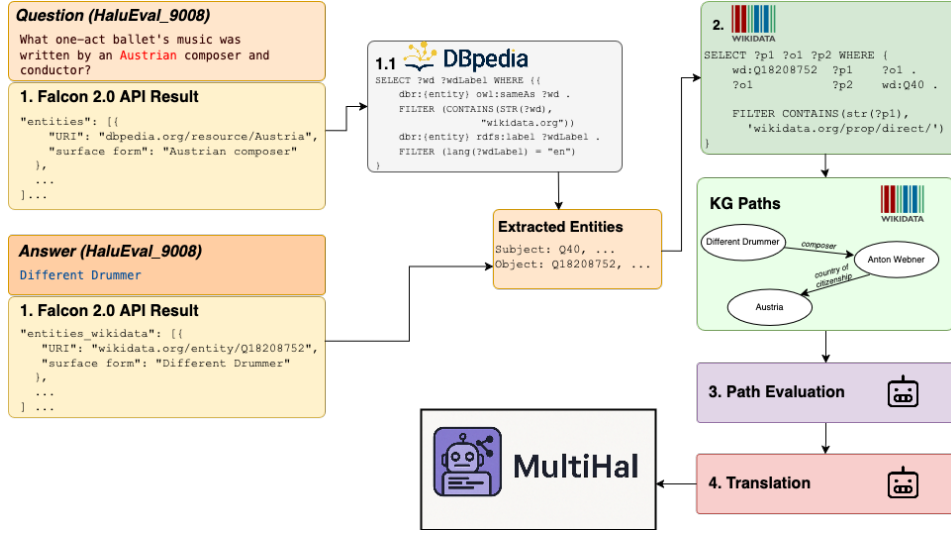 Question (HaluEval_9008)
What one-act ballet's music was
written by an Austrian composer and
conductor?
1. Falcon 2.0 API Result
"entities": [{
"URI": "dbpedia.org/resource/Austria",
"surface form": "Austrian composer"
},
...
]...
Answer (HaluEval_9008)
Different Drummer
1. Falcon 2.0 API Result
"entities_wikidata": [{
"URI": "wikidata.org/entity/Q18208752",
"surface form": "Different Drummer"
},
...
] ...
1.1 DBpedia
SELECT ?wd ?wdLabel WHERE {{
dbr:{entity} owl:sameAs ?wd .
FILTER (CONTAINS(STR(?wd),
"wikidata.org"))
dbr:{entity} rdfs:label ?wdLabel .
FILTER (lang(?wdLabel) = "en")
}
Extracted Entities
Subject: Q40, ...
Object: Q18208752, ...
2. WIKIDATA
SELECT ?p1 ?o1 ?p2 WHERE {
wd:Q18208752 ?p1 ?o1 .
?o1 ?p2 wd:Q40 .
FILTER CONTAINS(str(?p1),
'wikidata.org/prop/direct/')
}
KG Paths
WIKIDATA
Different Drummer
composer
Anton Webner
country of
citizenship
Austria
3. Path Evaluation
4. Translation
MultiHal